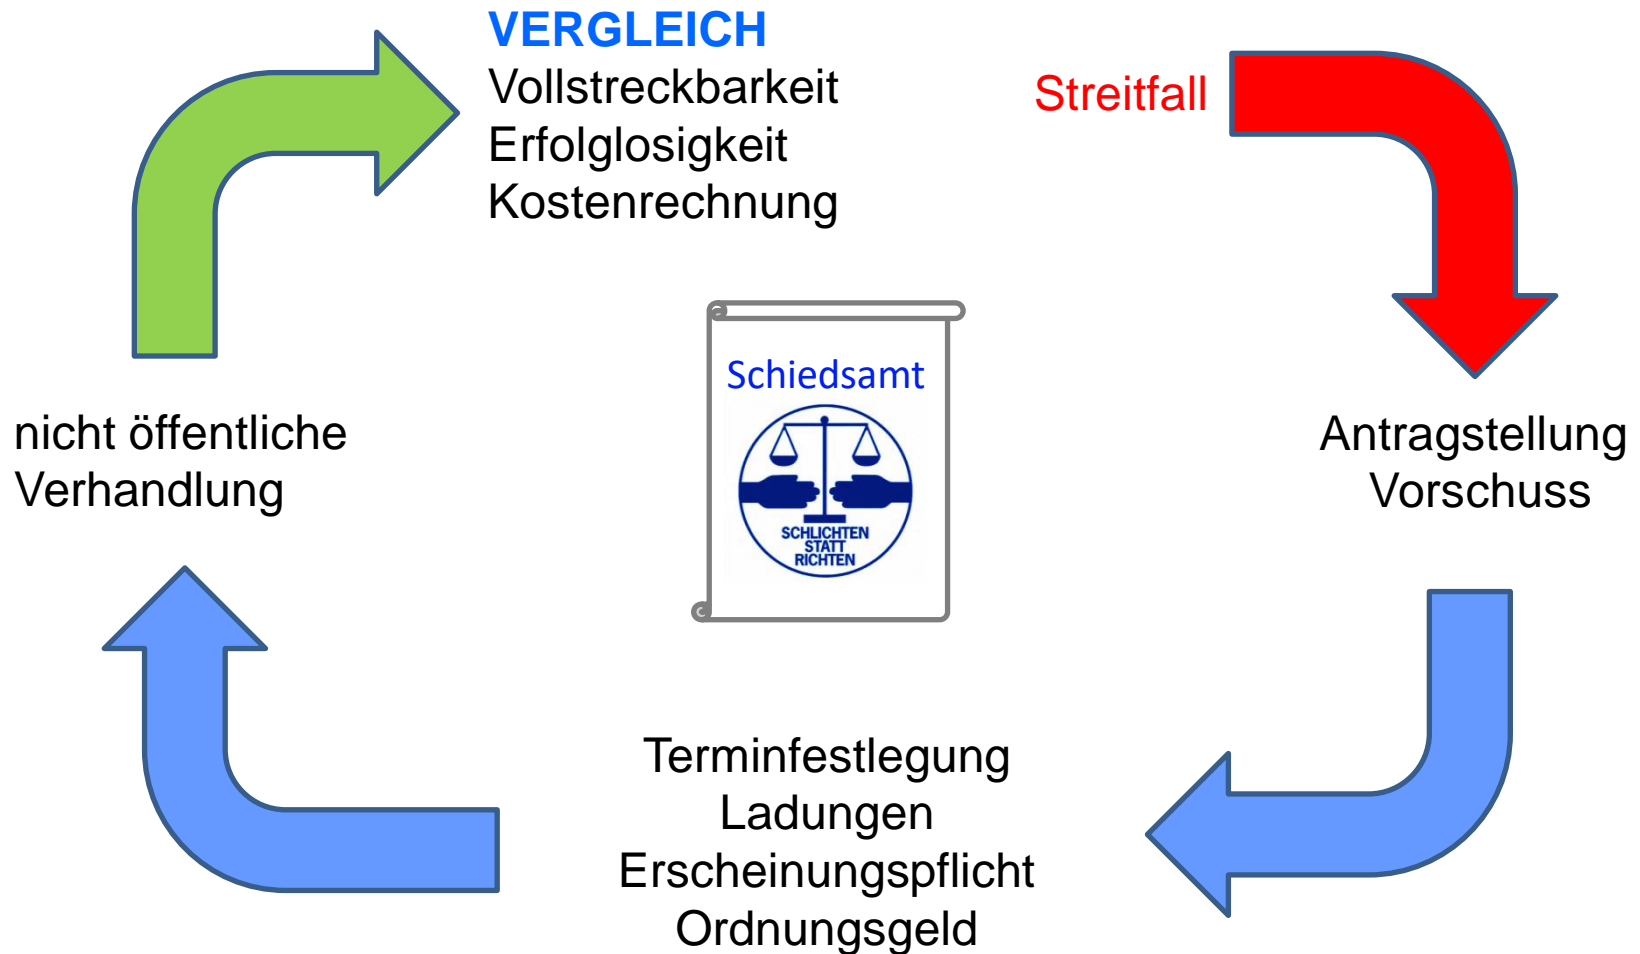 VERGLEICH
Vollstreckbarkeit
Erfolglosigkeit
Kostenrechnung
Streitfall
Schiedsamt
SCHLICHTEN
STATT
RICHTEN
nicht öffentliche
Verhandlung
Antragstellung
Vorschuss
Terminfestlegung
Ladungen
Erscheinungspflicht
Ordnungsgeld